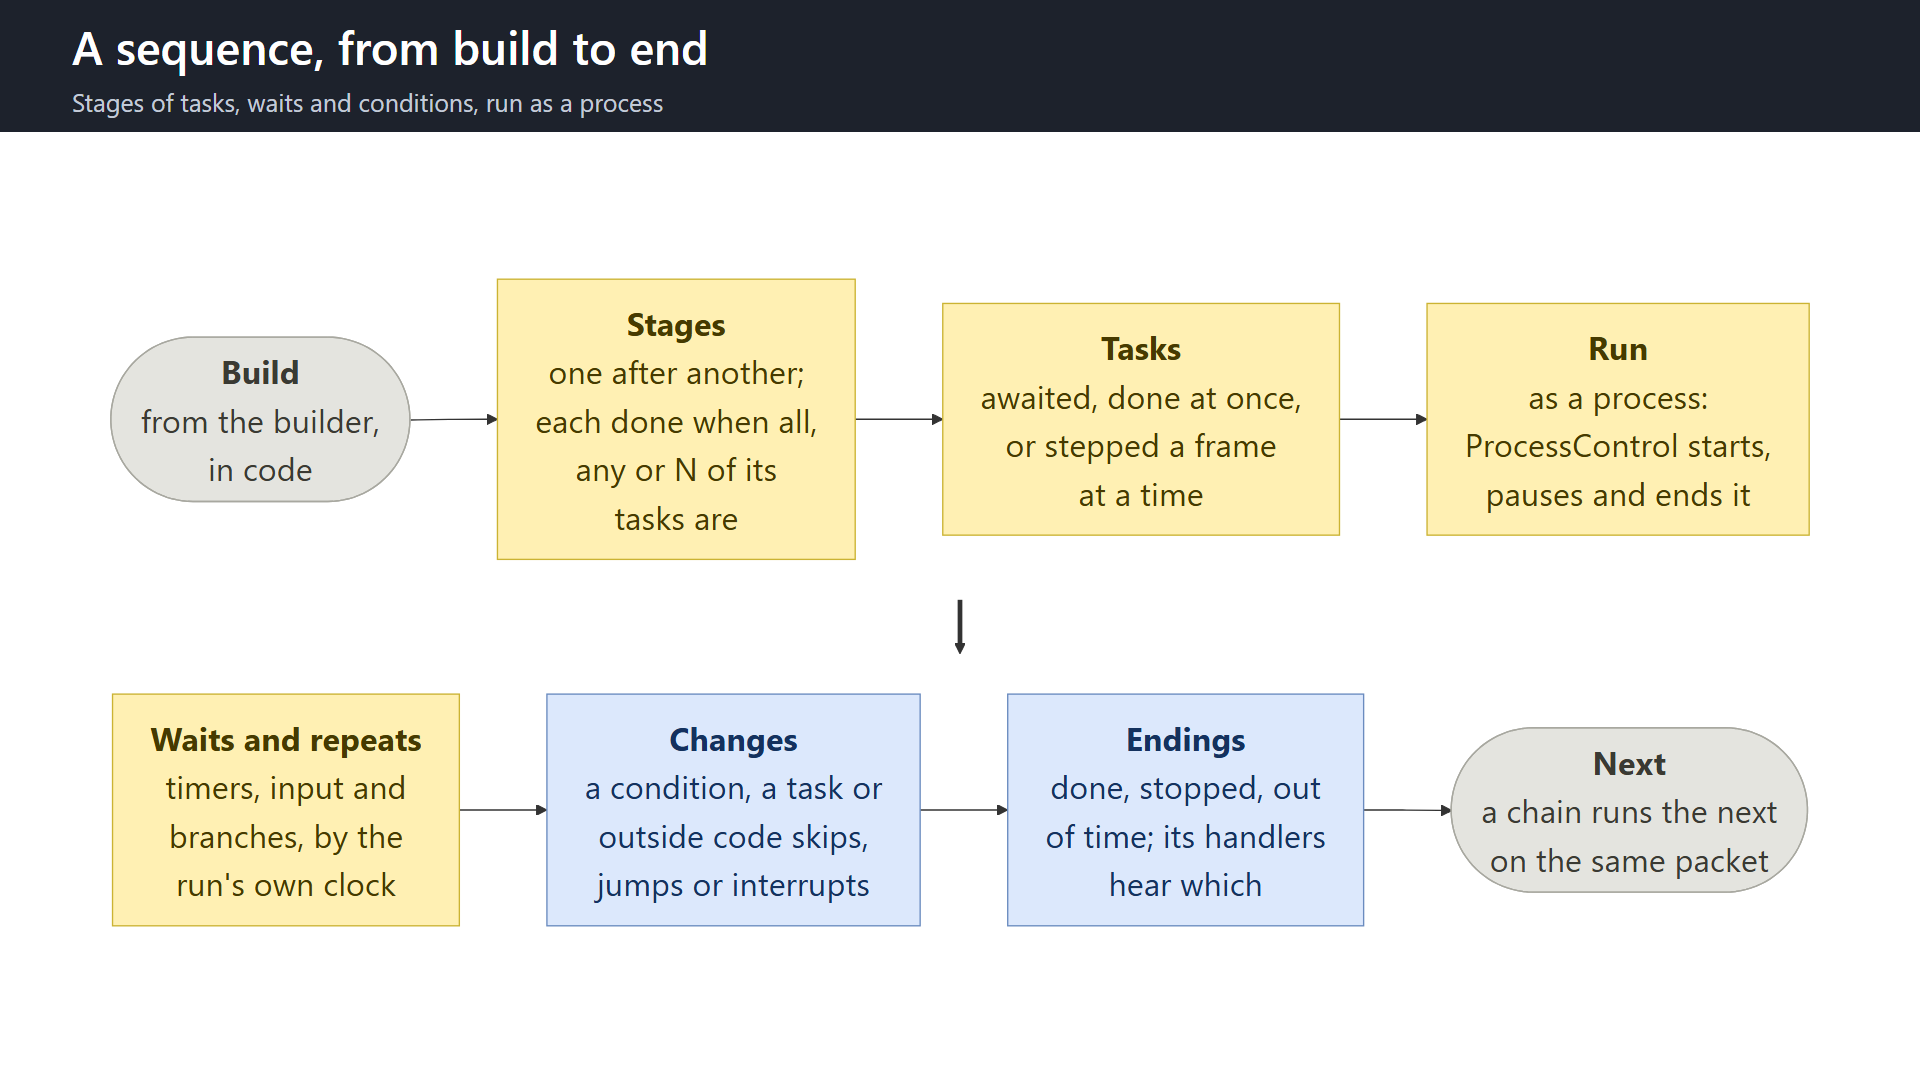 A sequence, from build to end
Stages of tasks, waits and conditions, run as a process
Build
from the builder,
in code
Stages
one after another;
each done when all,
any or N of its
tasks are
Tasks
awaited, done at once,
or stepped a frame
at a time
Run
as a process:
ProcessControl starts,
pauses and ends it
Waits and repeats
timers, input and
branches, by the
run's own clock
Changes
a condition, a task or
outside code skips,
jumps or interrupts
Endings
done, stopped, out
of time; its handlers
hear which
Next
a chain runs the next
on the same packet